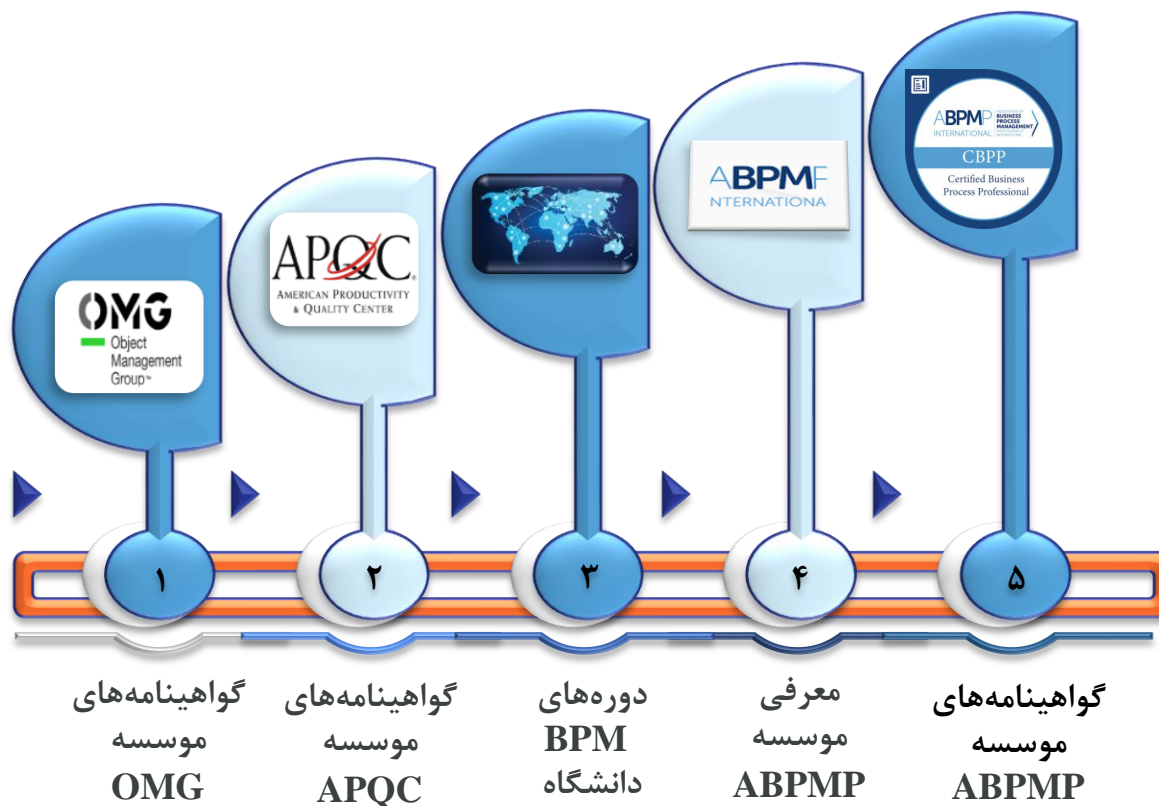 OMG
Object
Management
Group™
APQC®
AMERICAN PRODUCTIVITY
& QUALITY CENTER
ABPMF
NTERNATIONA
ABPMP
INTERNATIONAL
BUSINESS
PROCESS
MANAGEMENT
CBPP
Certified Business
Process Professional
۱
۲
۳
۴
۵
گواهینامه‌های
موسسه
OMG
گواهینامه‌های
موسسه
APQC
دوره‌های
BPM
دانشگاه
معرفی
موسسه
ABPMP
گواهینامه‌های
موسسه
ABPMP